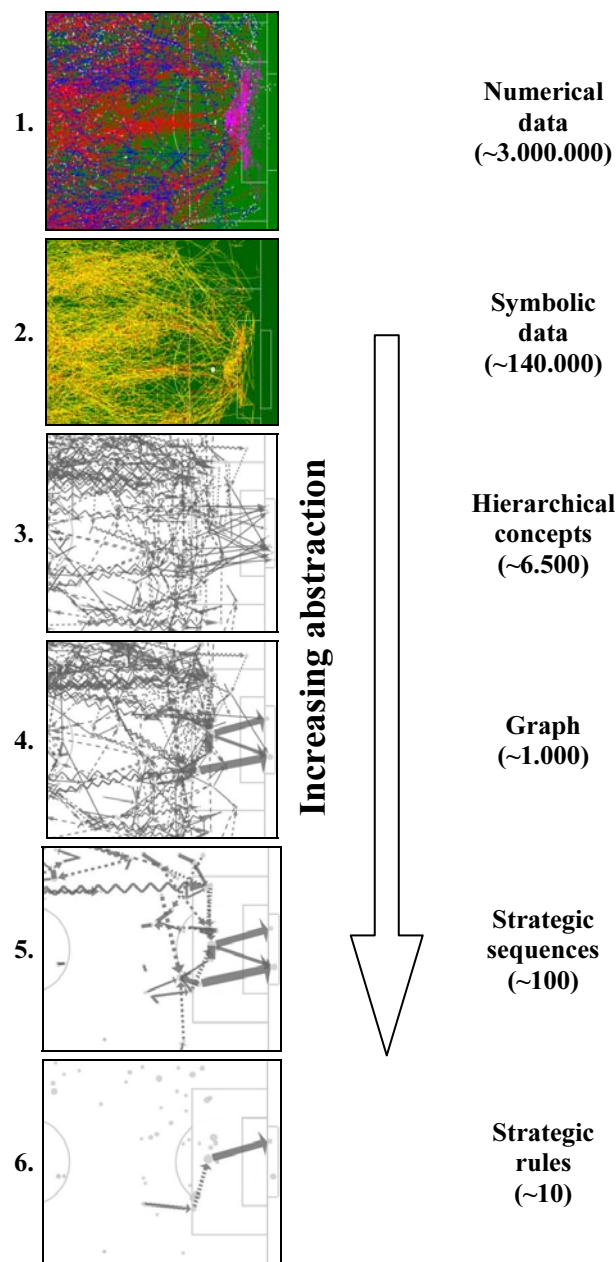 1.
Numerical
data
(~3.000.000)
2.
Symbolic
data
(~140.000)
3.
Hierarchical
concepts
(~6.500)
Increasing abstraction
4.
Graph
(~1.000)
5.
Strategic
sequences
(~100)
6.
Strategic
rules
(~10)